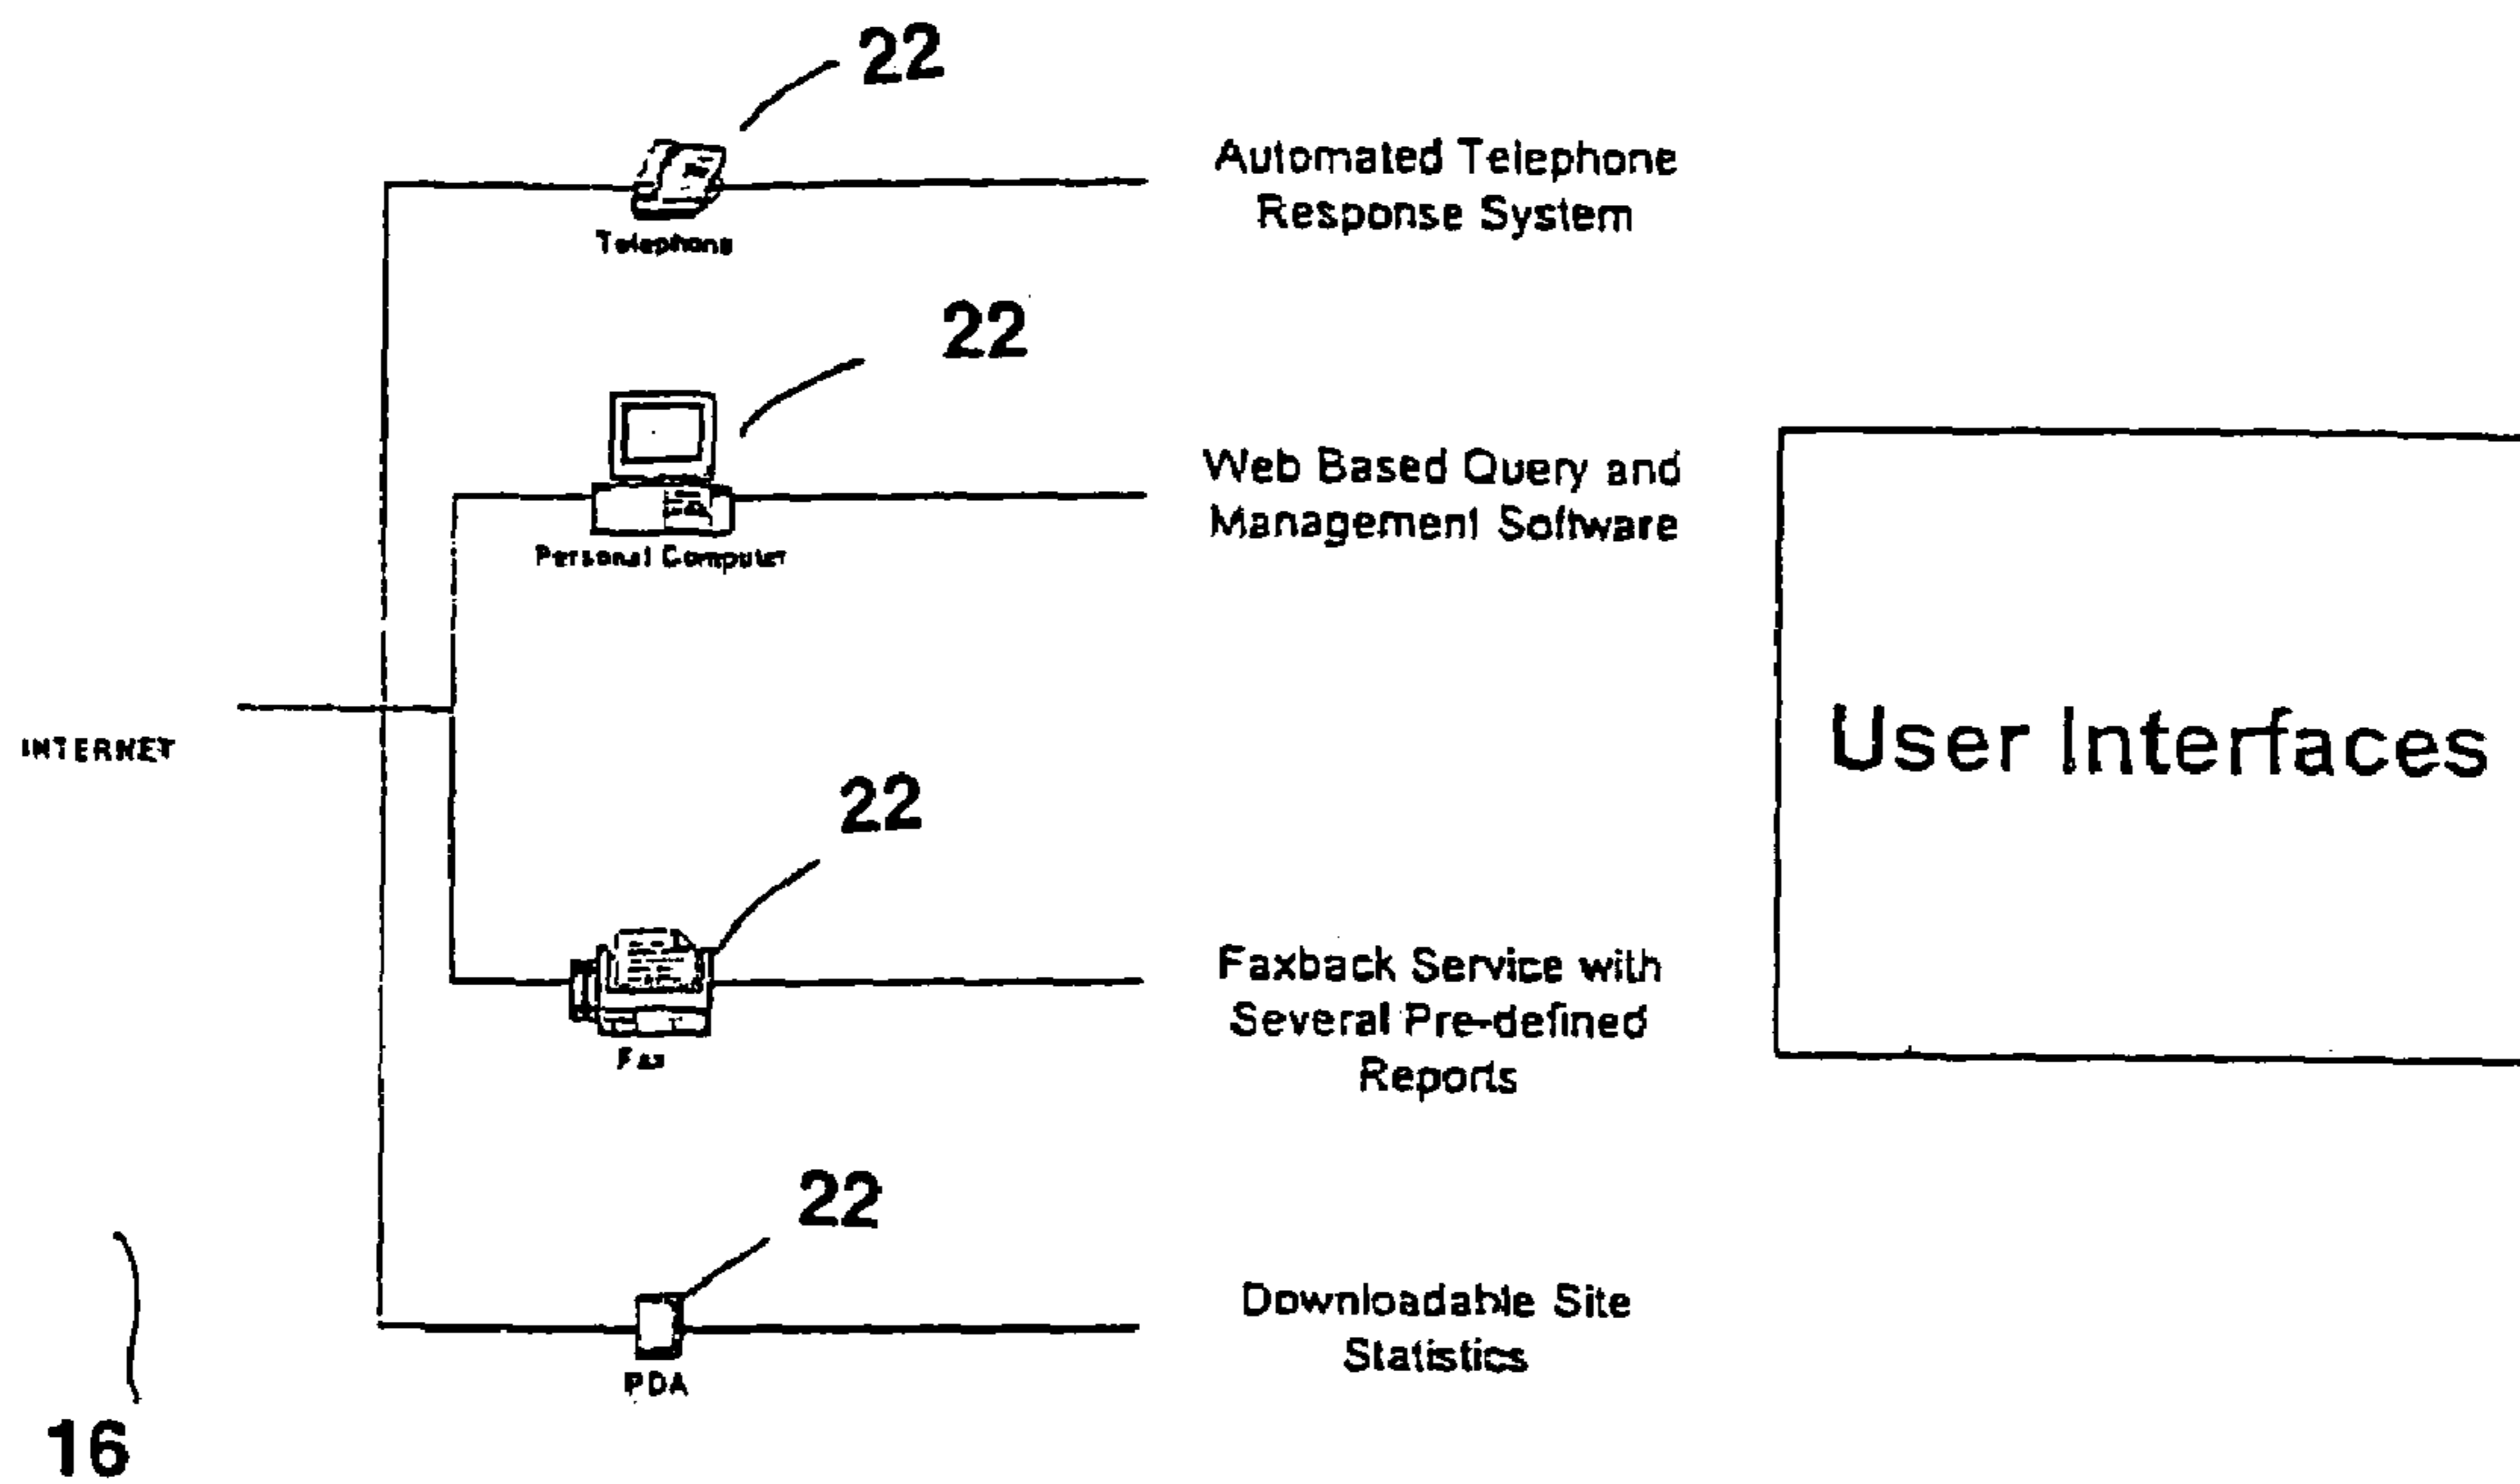 22
Automated Telephone
Response System
Telephone
22
Web Based Query and
Management Software
Personal Computer
User Interfaces
INTERNET
22
Faxback Service with
Several Pre-defined
Reports
Fax
22
Downloadable Site
Statistics
PDA
16